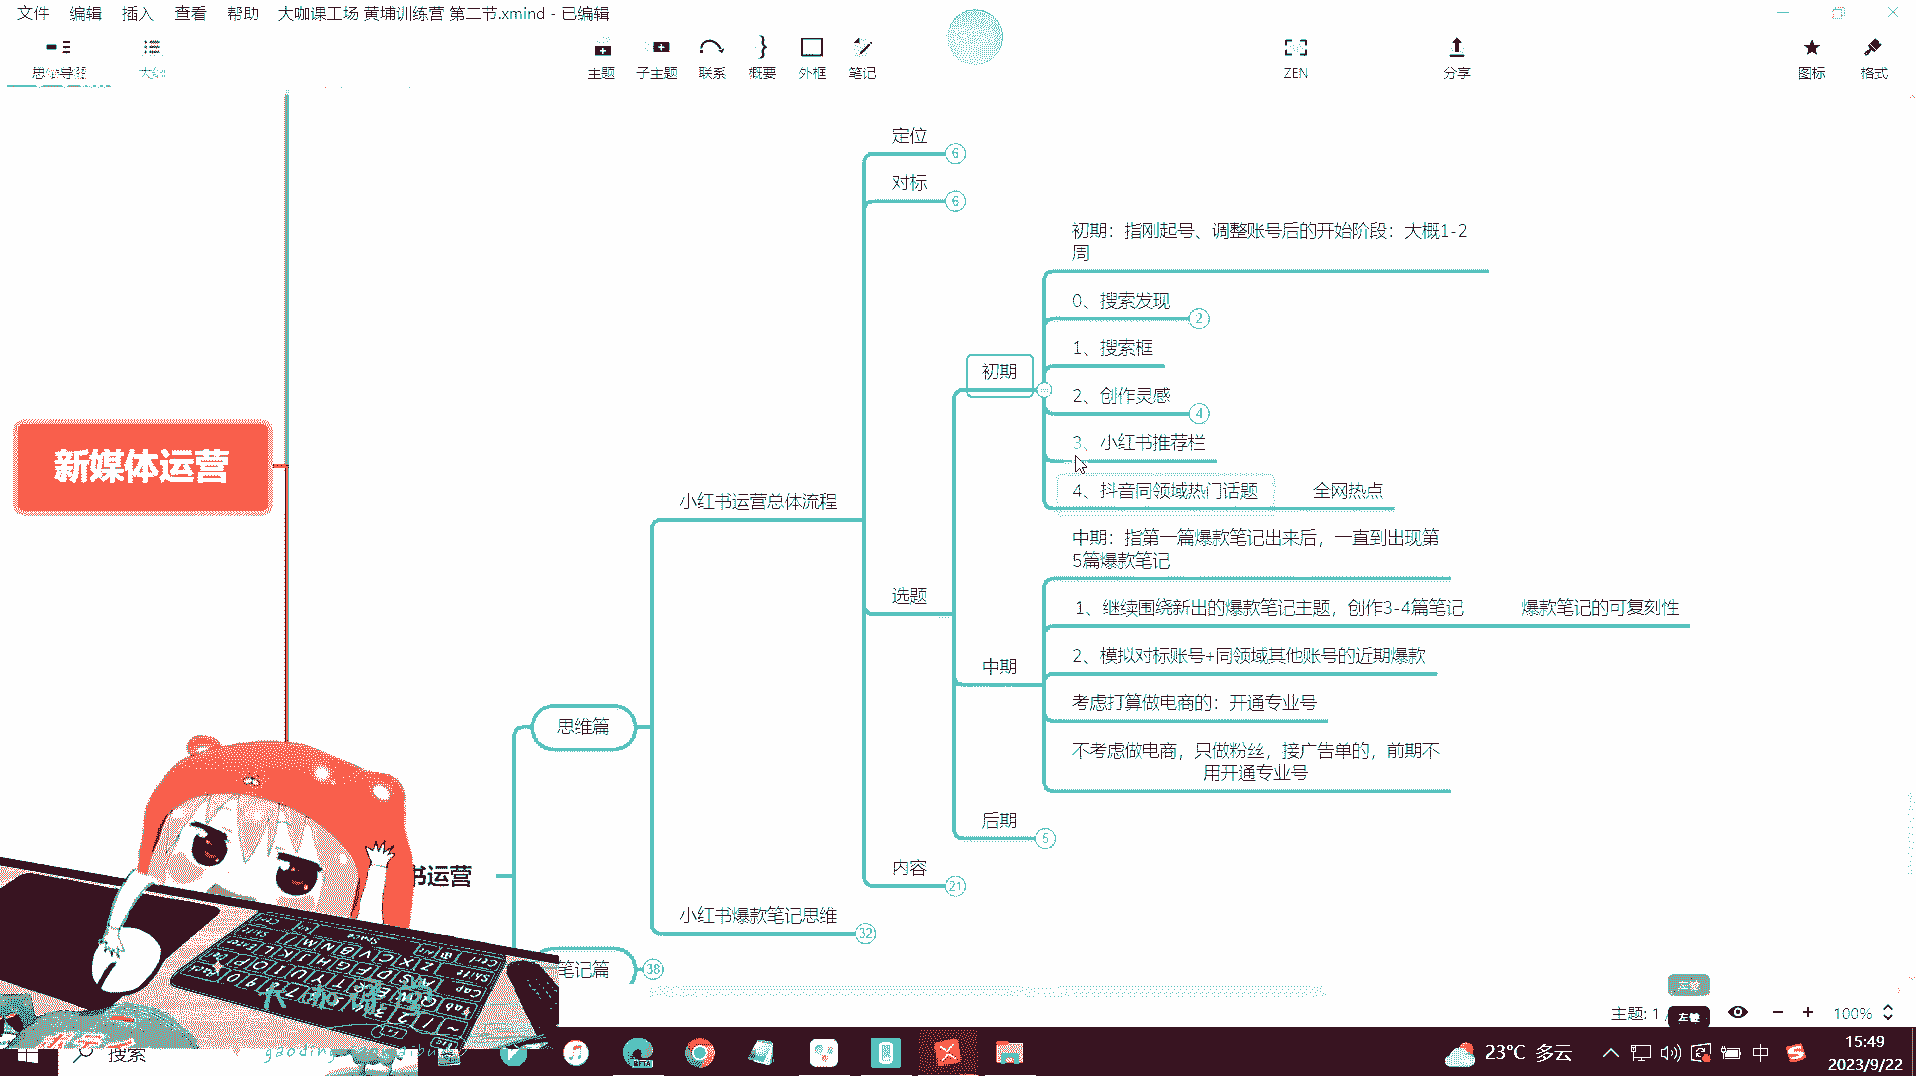 文件 编辑 插入 查看 帮助 大咖课工场 黄埔训练营 第二节.xmind - 已编辑
思维导图 大纲 主题 子主题 联系 概要 外框 笔记 ZEN 分享 图标 格式
定位 6
对标 6
初期：指刚起号、调整账号后的开始阶段：大概1-2
周
0、搜索发现 2
1、搜索框
初期
2、创作灵感 4
3、小红书推荐栏
4、抖音同领域热门话题 全网热点
新媒体运营
小红书运营总体流程
中期：指第一篇爆款笔记出来后，一直到出现第
5篇爆款笔记
选题
1、继续围绕新出的爆款笔记主题，创作3-4篇笔记 爆款笔记的可复刻性
2、模拟对标账号+同领域其他账号的近期爆款
中期
考虑打算做电商的：开通专业号
思维篇
不考虑做电商，只做粉丝，接广告单的，前期不
用开通专业号
后期 5
内容 21
书运营
小红书爆款笔记思维 32
笔记篇 38
大咖课堂
主题: 1
左键
左键
100%
搜索
BETA
23°C 多云
中
15:49
2023/9/22